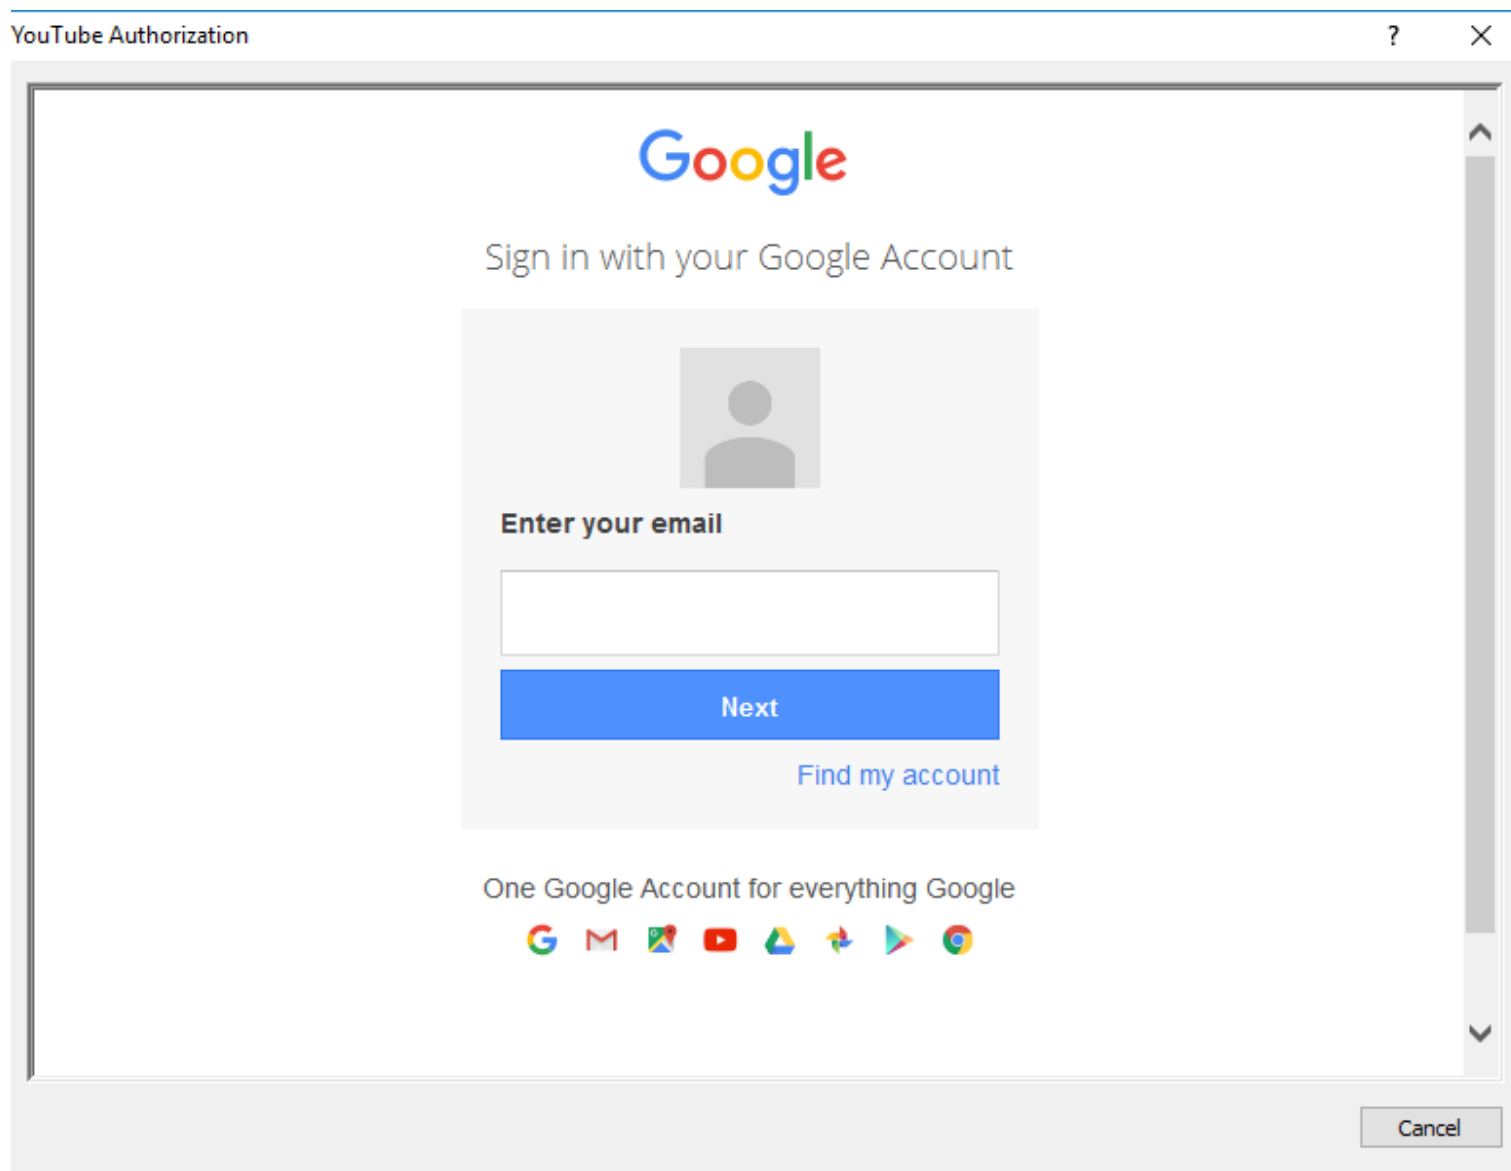 YouTube Authorization ?
Google
Sign in with your Google Account
Enter your email
Next
Find my account
One Google Account for everything Google
Cancel